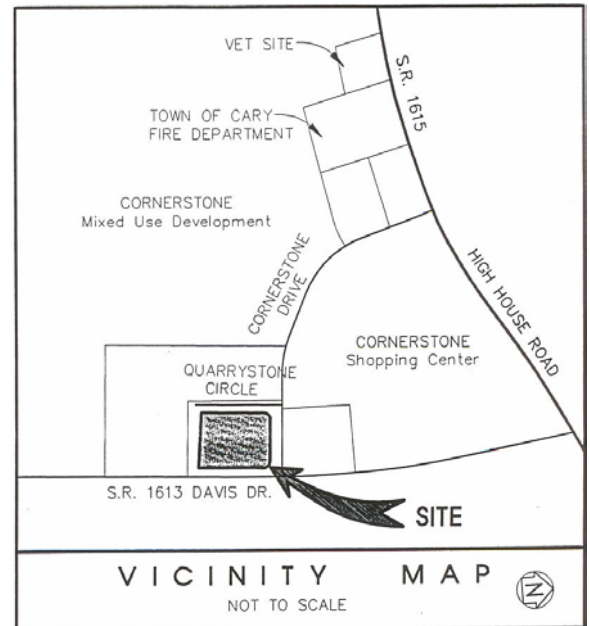 VET SITE
S.R. 1615
TOWN OF CARY
FIRE DEPARTMENT
CORNERSTONE
Mixed Use Development
CORNERSTONE
DRIVE
HIGH HOUSE ROAD
CORNERSTONE
Shopping Center
QUARRYSTONE
CIRCLE
S.R. 1613 DAVIS DR.
SITE
VICINITY MAP
N
NOT TO SCALE